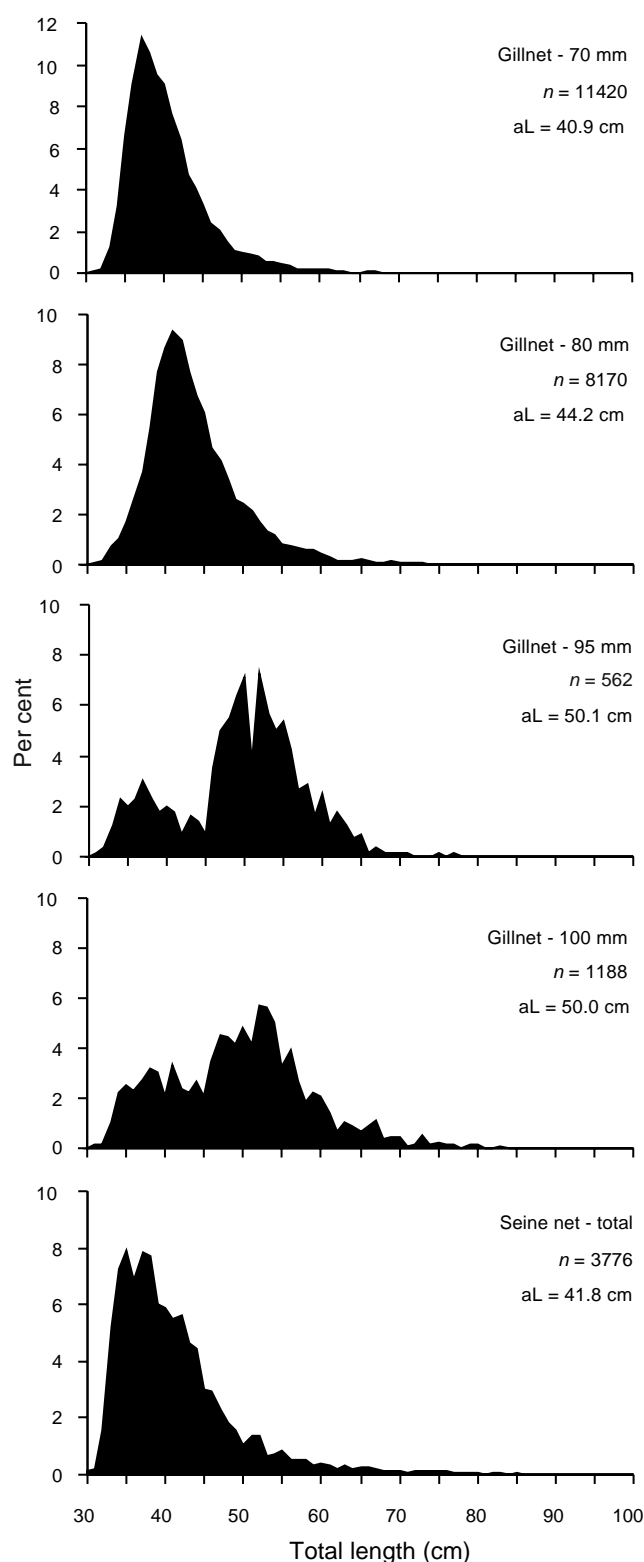 12
10
8
6
4
2
0
Gillnet - 70 mm
n = 11420
aL = 40.9 cm
10
8
6
4
2
0
Gillnet - 80 mm
n = 8170
aL = 44.2 cm
Per cent
10
8
6
4
2
0
Gillnet - 95 mm
n = 562
aL = 50.1 cm
10
8
6
4
2
0
Gillnet - 100 mm
n = 1188
aL = 50.0 cm
10
8
6
4
2
0
Seine net - total
n = 3776
aL = 41.8 cm
30 40 50 60 70 80 90 100
Total length (cm)